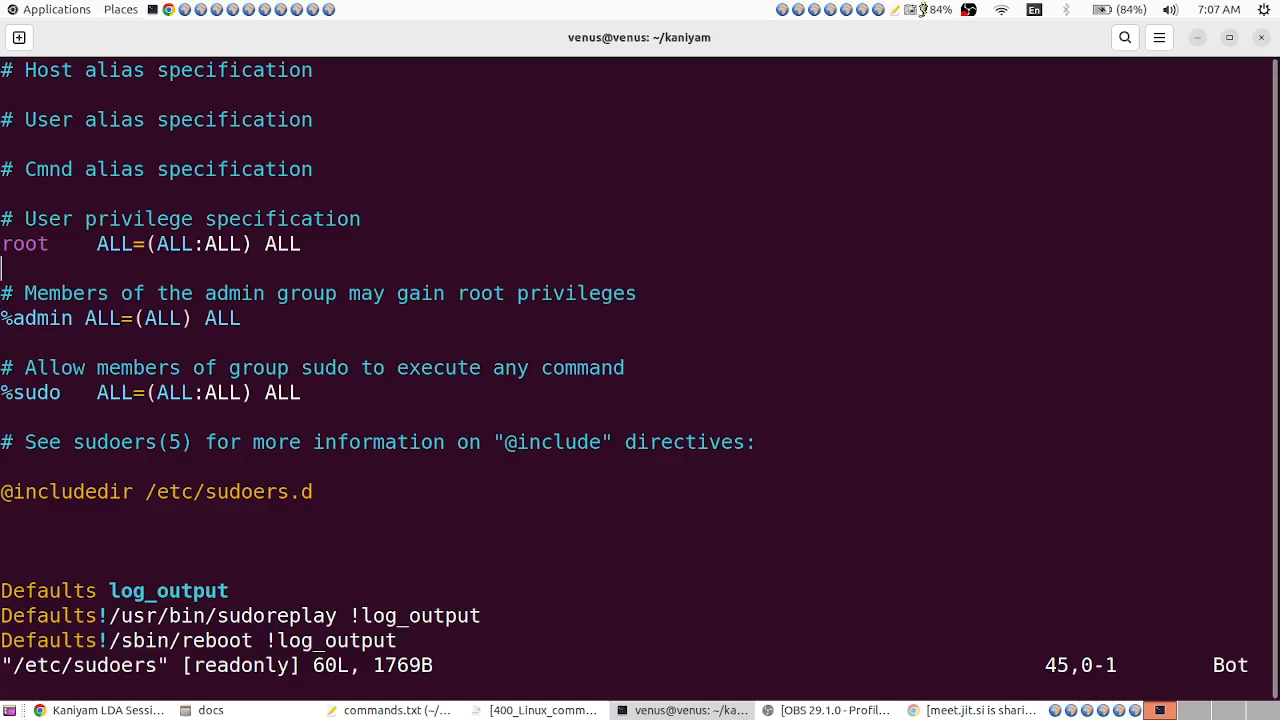 Applications Places 84% En (84%) 7:07 AM
venus@venus: ~/kaniyam
# Host alias specification
# User alias specification
# Cmnd alias specification
# User privilege specification
root    ALL=(ALL:ALL) ALL
# Members of the admin group may gain root privileges
%admin ALL=(ALL) ALL
# Allow members of group sudo to execute any command
%sudo   ALL=(ALL:ALL) ALL
# See sudoers(5) for more information on "@include" directives:
@includedir /etc/sudoers.d
Defaults log_output
Defaults!/usr/bin/sudoreplay !log_output
Defaults!/sbin/reboot !log_output
"/etc/sudoers" [readonly] 60L, 1769B 45,0-1 Bot
Kaniyam LDA Sessi... docs commands.txt (~/... [400_Linux_comm... venus@venus: ~/ka... [OBS 29.1.0 - Profil... [meet.jit.si is shari...